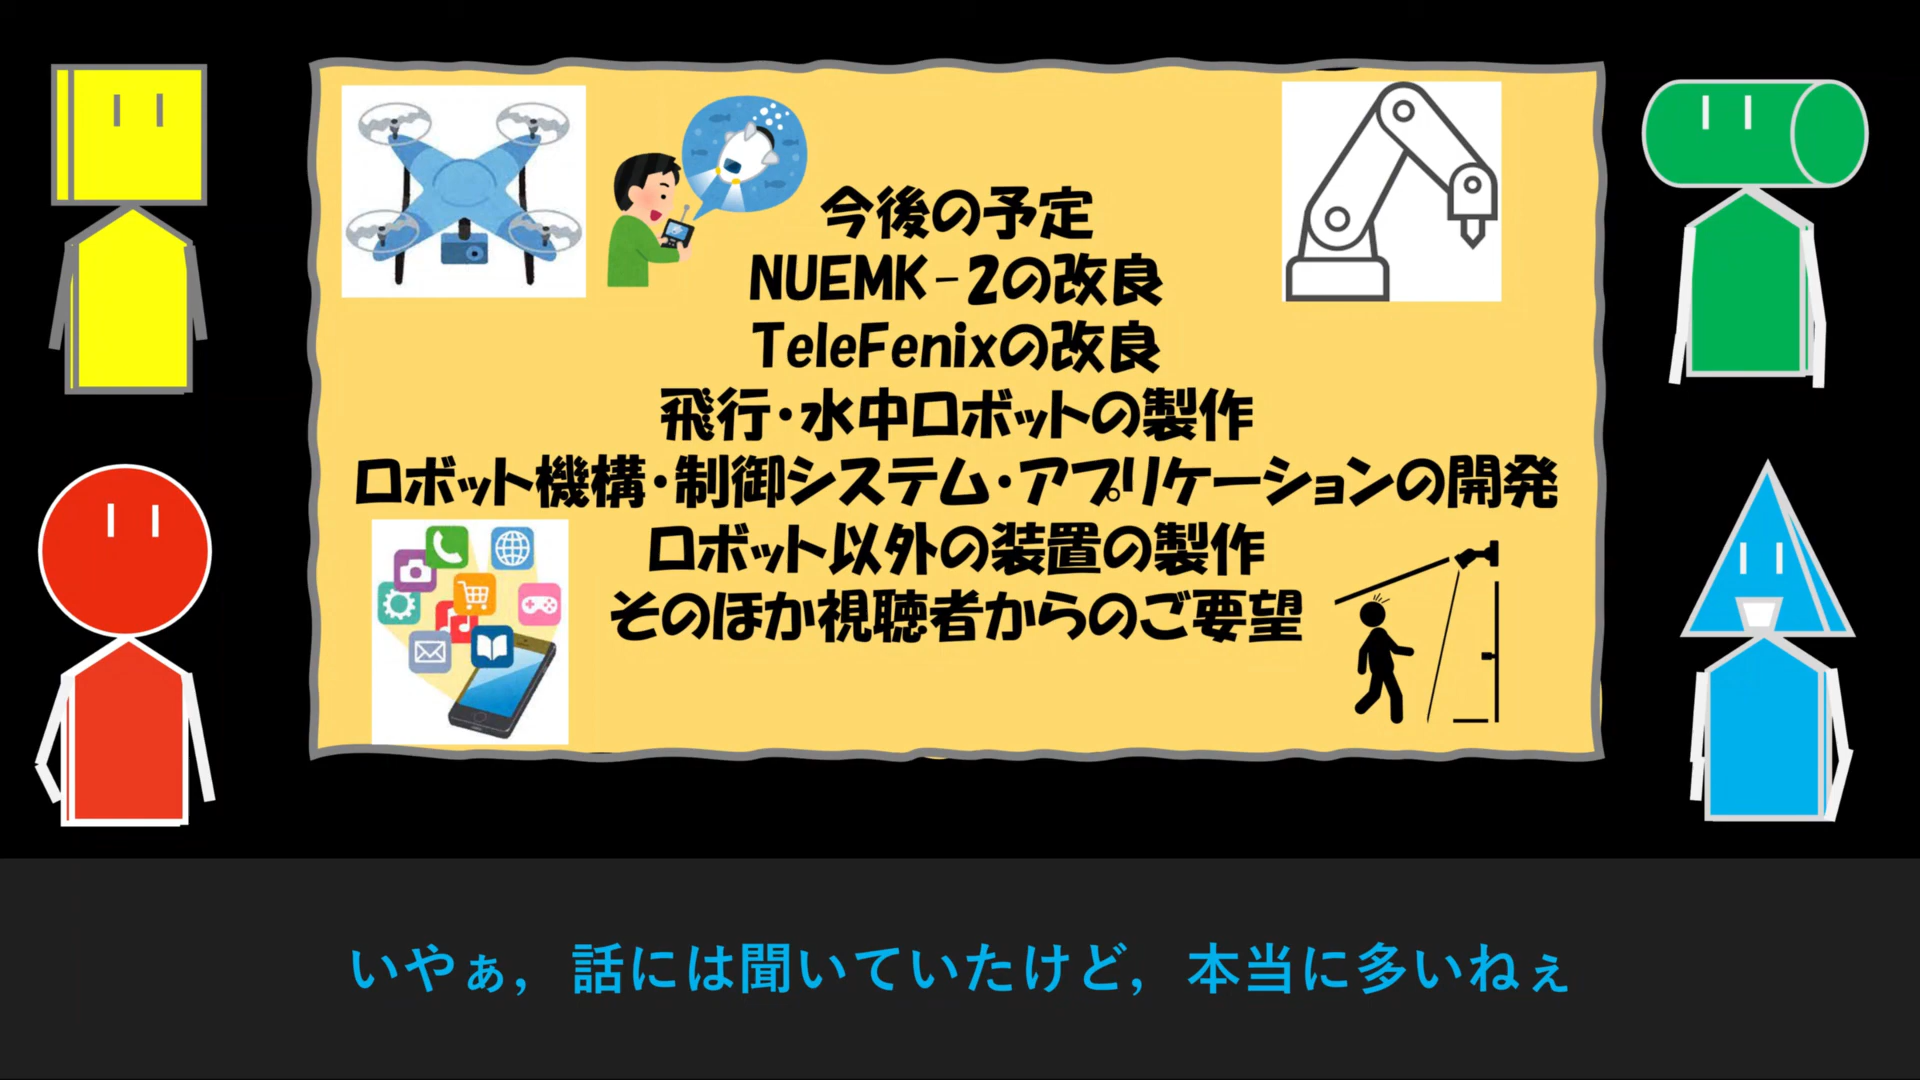 今後の予定
NUEMK-2の改良
TeleFenixの改良
飛行・水中ロボットの製作
ロボット機構・制御システム・アプリケーションの開発
ロボット以外の装置の製作
そのほか視聴者からのご要望
いやぁ，話には聞いていたけど，本当に多いねぇ